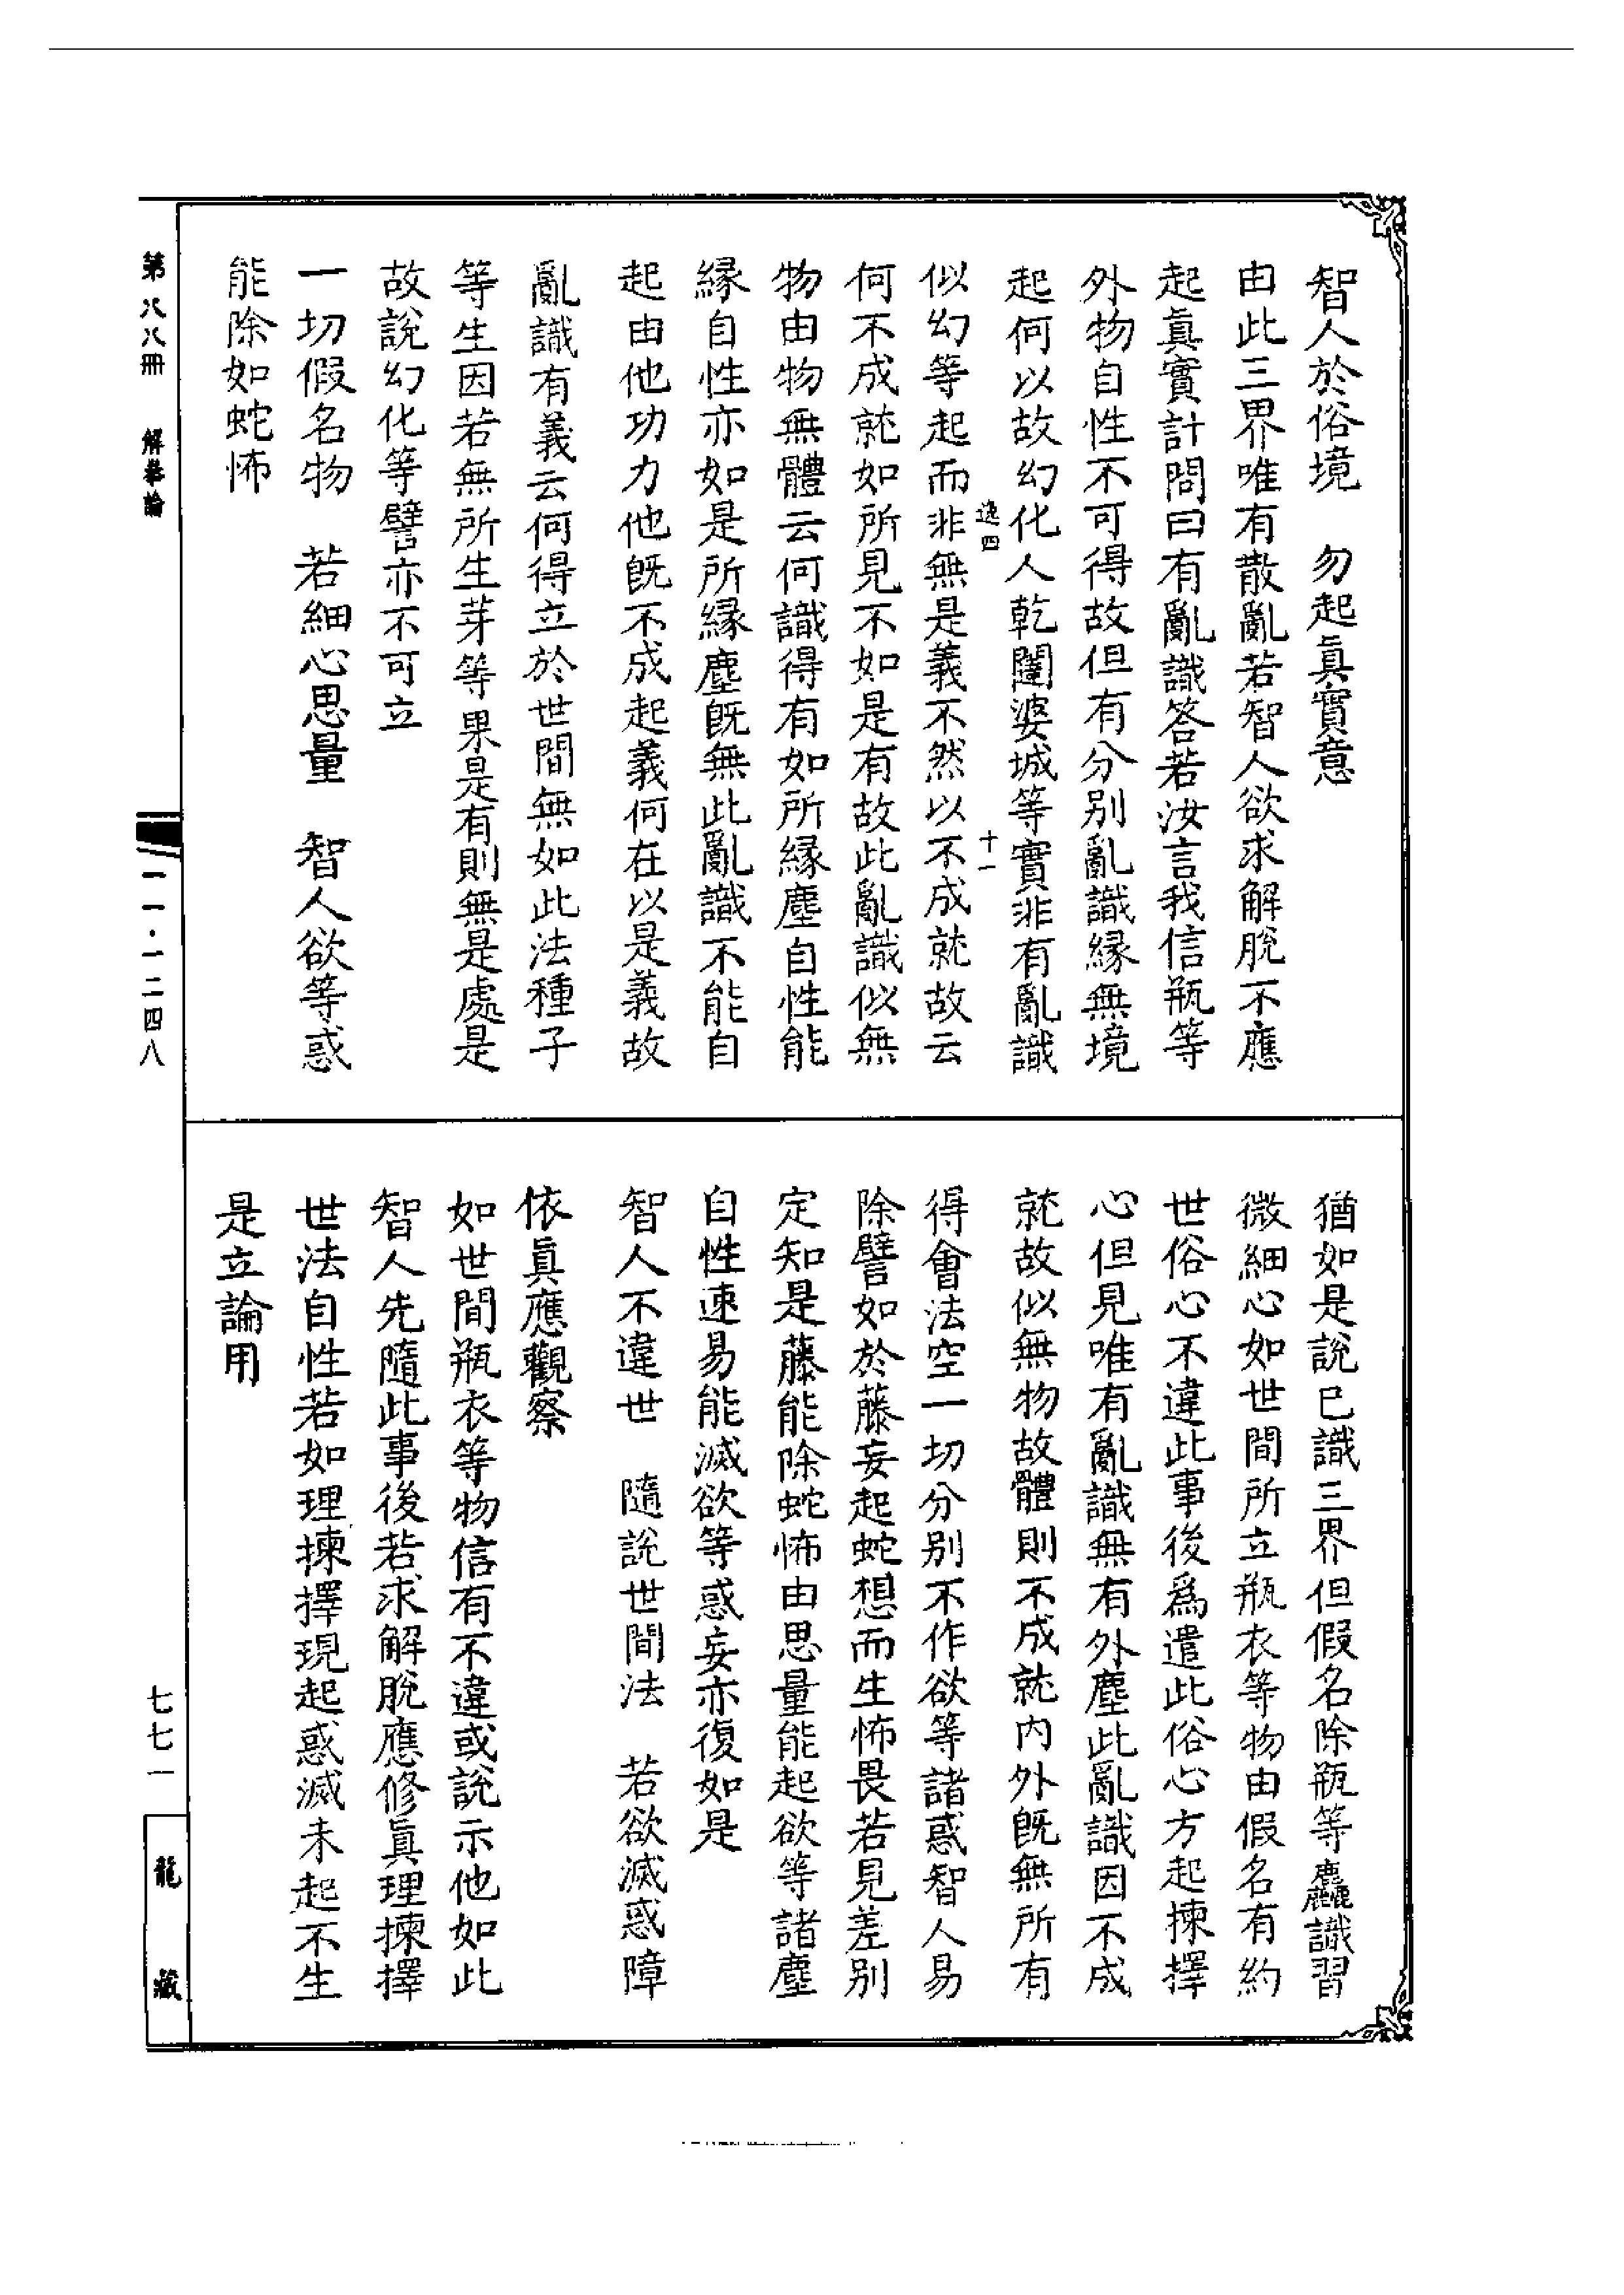 智人於俗境　勿起眞實意
由此三界唯有散亂若智人欲求解脫不應
起眞實計問曰有亂識答若汝言我信瓶等
外物自性不可得故但有分別亂識緣無境
起何以故幻化人乾闥婆城等實非有亂識
逸四　十一
似幻等起而非無是義不然以不成就故云
何不成就如所見不如是有故此亂識似無
物由物無體云何識得有如所緣塵自性能
緣自性亦如是所緣塵旣無此亂識不能自
起由他功力他旣不成起義何在以是義故
亂識有義云何得立於世間無如此法種子
等生因若無所生芽等果是有則無是處是
故說幻化等譬亦不可立
一切假名物　若細心思量　智人欲等惑
能除如蛇怖
猶如是說已識三界但假名除瓶等麤識習
微細心如世間所立瓶衣等物由假名有約
世俗心不違此事後爲遣此俗心方起揀擇
心但見唯有亂識無有外塵此亂識因不成
就故似無物故體則不成就內外旣無所有
得會法空一切分別不作欲等諸惑智人易
除譬如於藤妄起蛇想而生怖畏若見差別
定知是藤能除蛇怖由思量能起欲等諸塵
自性速易能滅欲等惑妄亦復如是
智人不違世　隨說世間法　若欲滅惑障
依眞應觀察
如世間瓶衣等物信有不違或說示他如此
智人先隨此事後若求解脫應修眞理揀擇
世法自性若如理揀擇現起惑滅未起不生
是立論用
第八八冊　解拳論　一一一·一二四八　七七一　龍藏